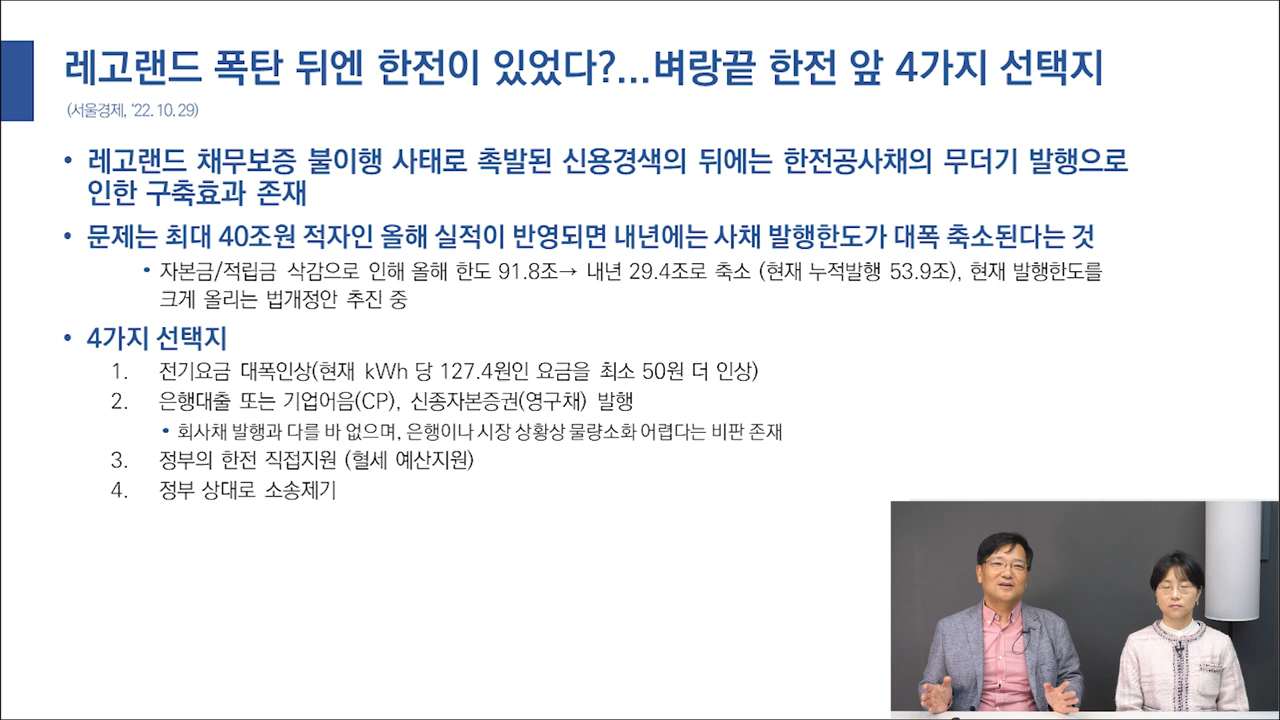 레고랜드 폭탄 뒤엔 한전이 있었다?...벼랑끝 한전 앞 4가지 선택지
(서울경제, ‘22. 10. 29)
• 레고랜드 채무보증 불이행 사태로 촉발된 신용경색의 뒤에는 한전공사채의 무더기 발행으로
인한 구축효과 존재
• 문제는 최대 40조원 적자인 올해 실적이 반영되면 내년에는 사채 발행한도가 대폭 축소된다는 것
• 자본금/적립금 삭감으로 인해 올해 한도 91.8조→ 내년 29.4조로 축소 (현재 누적발행 53.9조), 현재 발행한도를
크게 올리는 법개정안 추진 중
• 4가지 선택지
1. 전기요금 대폭인상(현재 kWh 당 127.4원인 요금을 최소 50원 더 인상)
2. 은행대출 또는 기업어음(CP), 신종자본증권(영구채) 발행
• 회사채 발행과 다를 바 없으며, 은행이나 시장 상황상 물량소화 어렵다는 비판 존재
3. 정부의 한전 직접지원 (혈세 예산지원)
4. 정부 상대로 소송제기